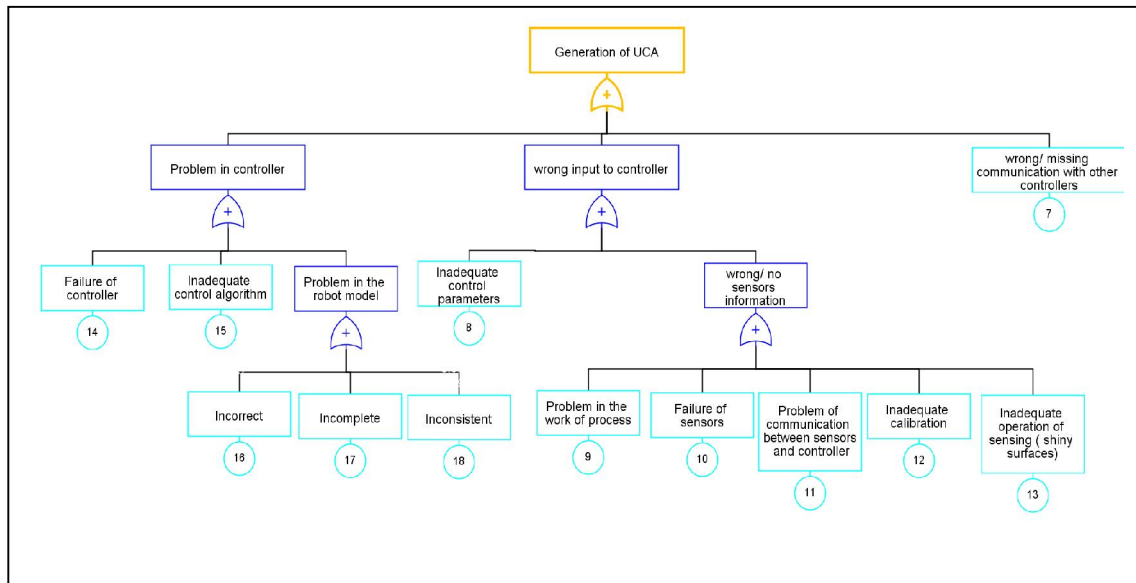 Generation of UCA
+
Problem in controller
wrong input to controller
wrong/ missing
communication with other
controllers
+
+
7
Failure of
controller
Inadequate
control algorithm
Problem in the
robot model
Inadequate
control
parameters
wrong/ no
sensors
information
14
15
+
8
+
Incorrect
Incomplete
Inconsistent
Problem in the
work of process
Failure of
sensors
Problem of
communication
between sensors
and controller
Inadequate
calibration
Inadequate
operation of
sensing ( shiny
surfaces)
16
17
18
9
10
11
12
13